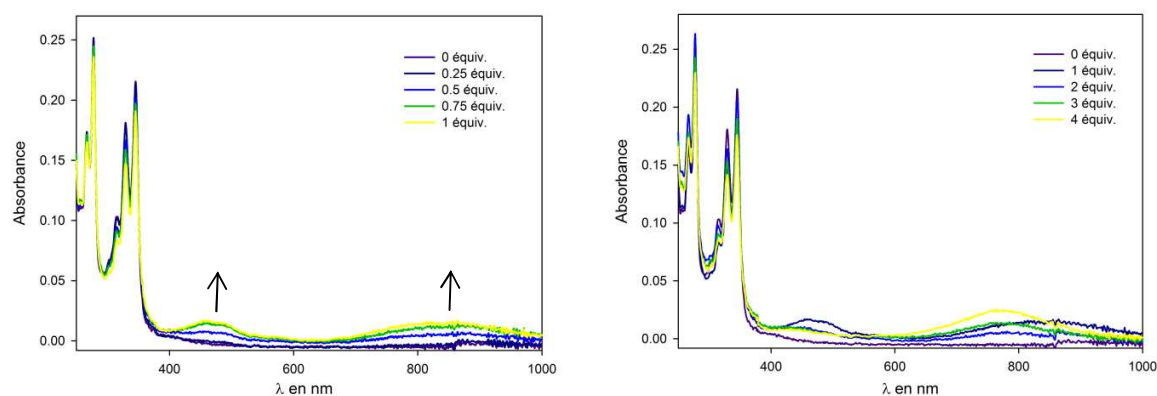 0.25
0.20
0.15
0.10
0.05
0.00
Absorbance
0 équiv.
0.25 équiv.
0.5 équiv.
0.75 équiv.
1 équiv.
400 600 800 1000
λ en nm
0.25
0.20
0.15
0.10
0.05
0.00
Absorbance
0 équiv.
1 équiv.
2 équiv.
3 équiv.
4 équiv.
400 600 800 1000
λ en nm